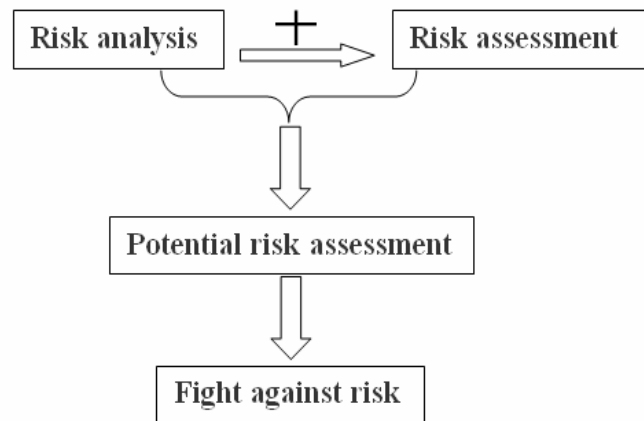 Risk analysis
+
Risk assessment
Potential risk assessment
Fight against risk